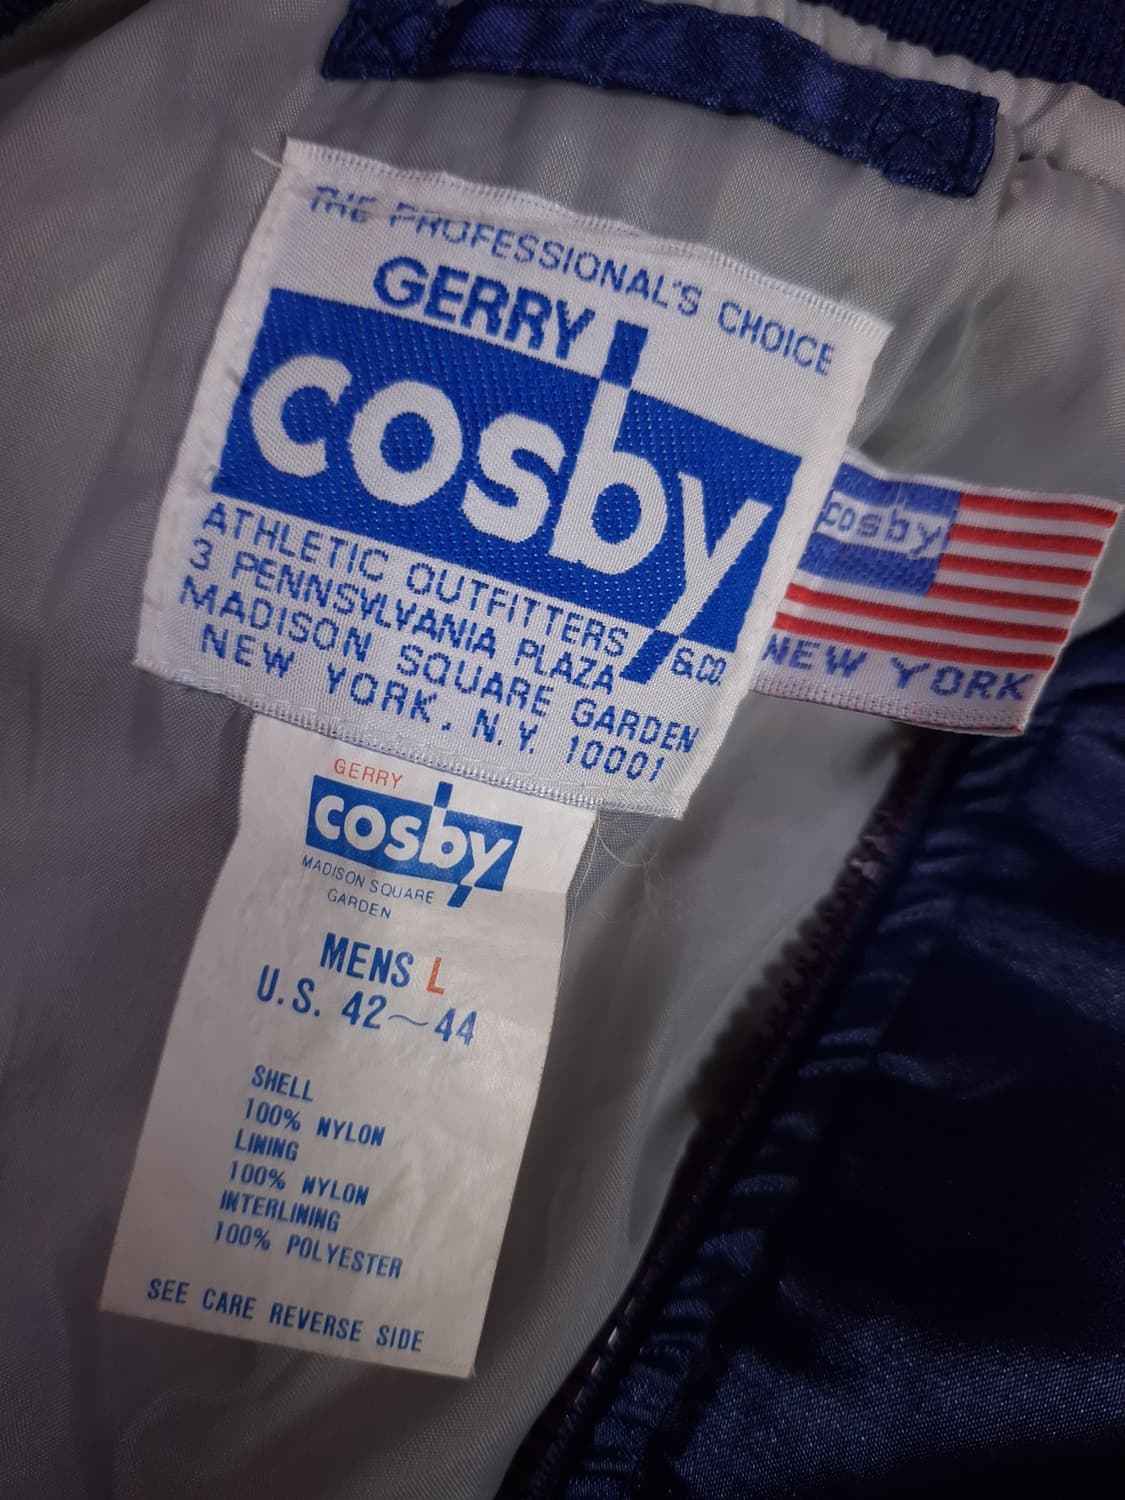 THE PROFESSIONAL'S CHOICE
GERRY
cosby
& CO.
ATHLETIC OUTFITTERS
3 PENNSYLVANIA PLAZA
MADISON SQUARE GARDEN
NEW YORK, N.Y. 10001
cosby
NEW YORK
GERRY
cosby
MADISON SQUARE
GARDEN
MENS L
U.S. 42~44
SHELL
100% NYLON
LINING
100% NYLON
INTERLINING
100% POLYESTER
SEE CARE REVERSE SIDE